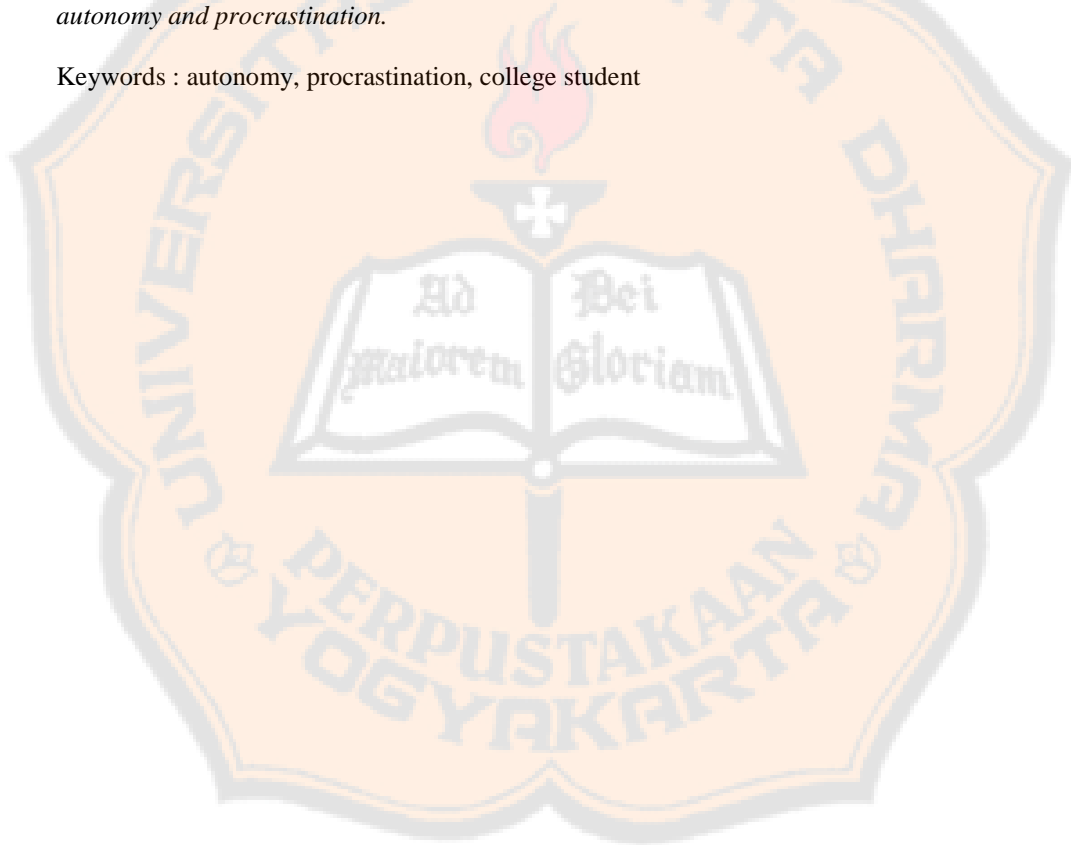 autonomy and procrastination.
Keywords : autonomy, procrastination, college student
UNIVERSITAS SANATA DHARMA
Ad Dei
Maiorem Gloriam
PERPUSTAKAAN
YOGYAKARTA